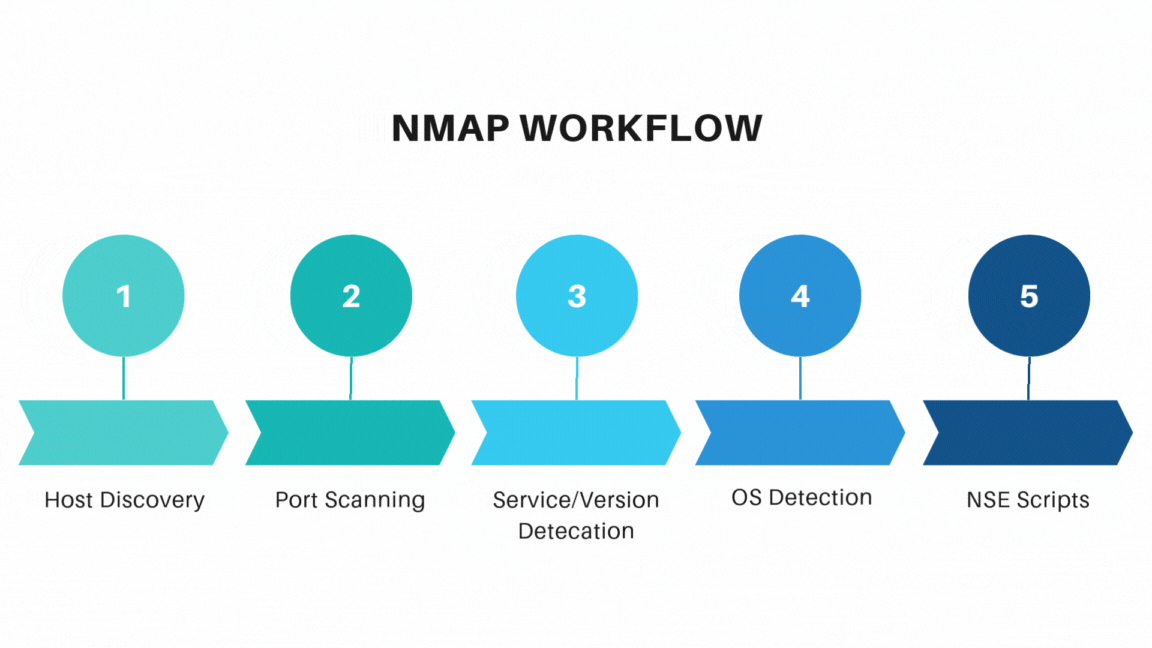 NMAP WORKFLOW
1
2
3
4
5
Host Discovery
Port Scanning
Service/Version
Detecation
OS Detection
NSE Scripts